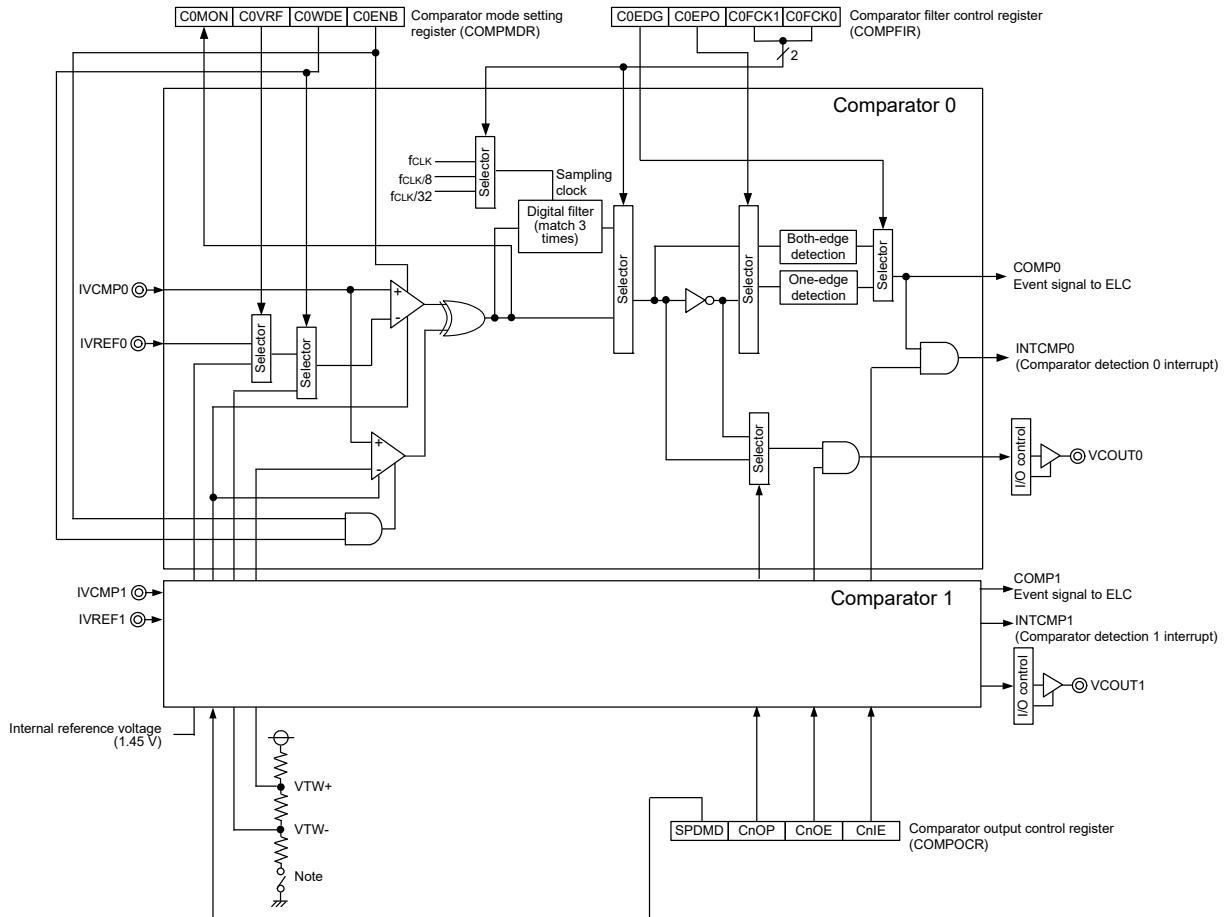 C0MON C0VRF C0WDE C0ENB
Comparator mode setting
register (COMPMDR)
C0EDG C0EPO C0FCK1 C0FCK0
Comparator filter control register
(COMPFIR)
2
Comparator 0
fCLK
fCLK/8
fCLK/32
Selector
Sampling
clock
Digital filter
(match 3
times)
Selector
Selector
Both-edge
detection
One-edge
detection
Selector
COMP0
Event signal to ELC
IVCMP0
IVREF0
Selector
Selector
+
-
+
-
INTCMP0
(Comparator detection 0 interrupt)
Selector
I/O control
VCOUT0
IVCMP1
IVREF1
Comparator 1
COMP1
Event signal to ELC
INTCMP1
(Comparator detection 1 interrupt)
I/O control
VCOUT1
Internal reference voltage
(1.45 V)
VTW+
VTW-
Note
SPDMD CnOP CnOE CnIE
Comparator output control register
(COMPOCR)